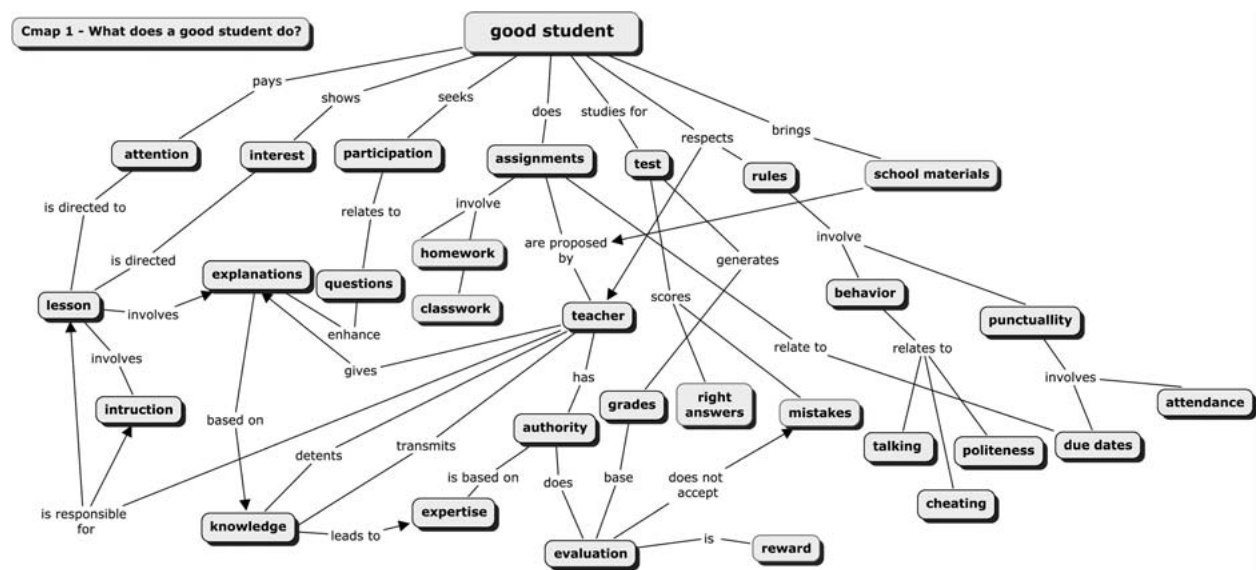 Cmap 1 - What does a good student do?
good student
pays
shows
seeks
does
studies for
respects
brings
attention
interest
participation
assignments
test
rules
school materials
is directed to
relates to
involve
are proposed
by
involve
is directed
explanations
questions
homework
generates
behavior
lesson
involves
classwork
teacher
scores
punctuallity
enhance
involves
gives
has
relate to
relates to
involves
intruction
based on
grades
right
answers
mistakes
attendance
authority
talking
politeness
due dates
detents
transmits
is based on
does
base
does not
accept
cheating
is responsible
for
knowledge
leads to
expertise
evaluation
is
reward